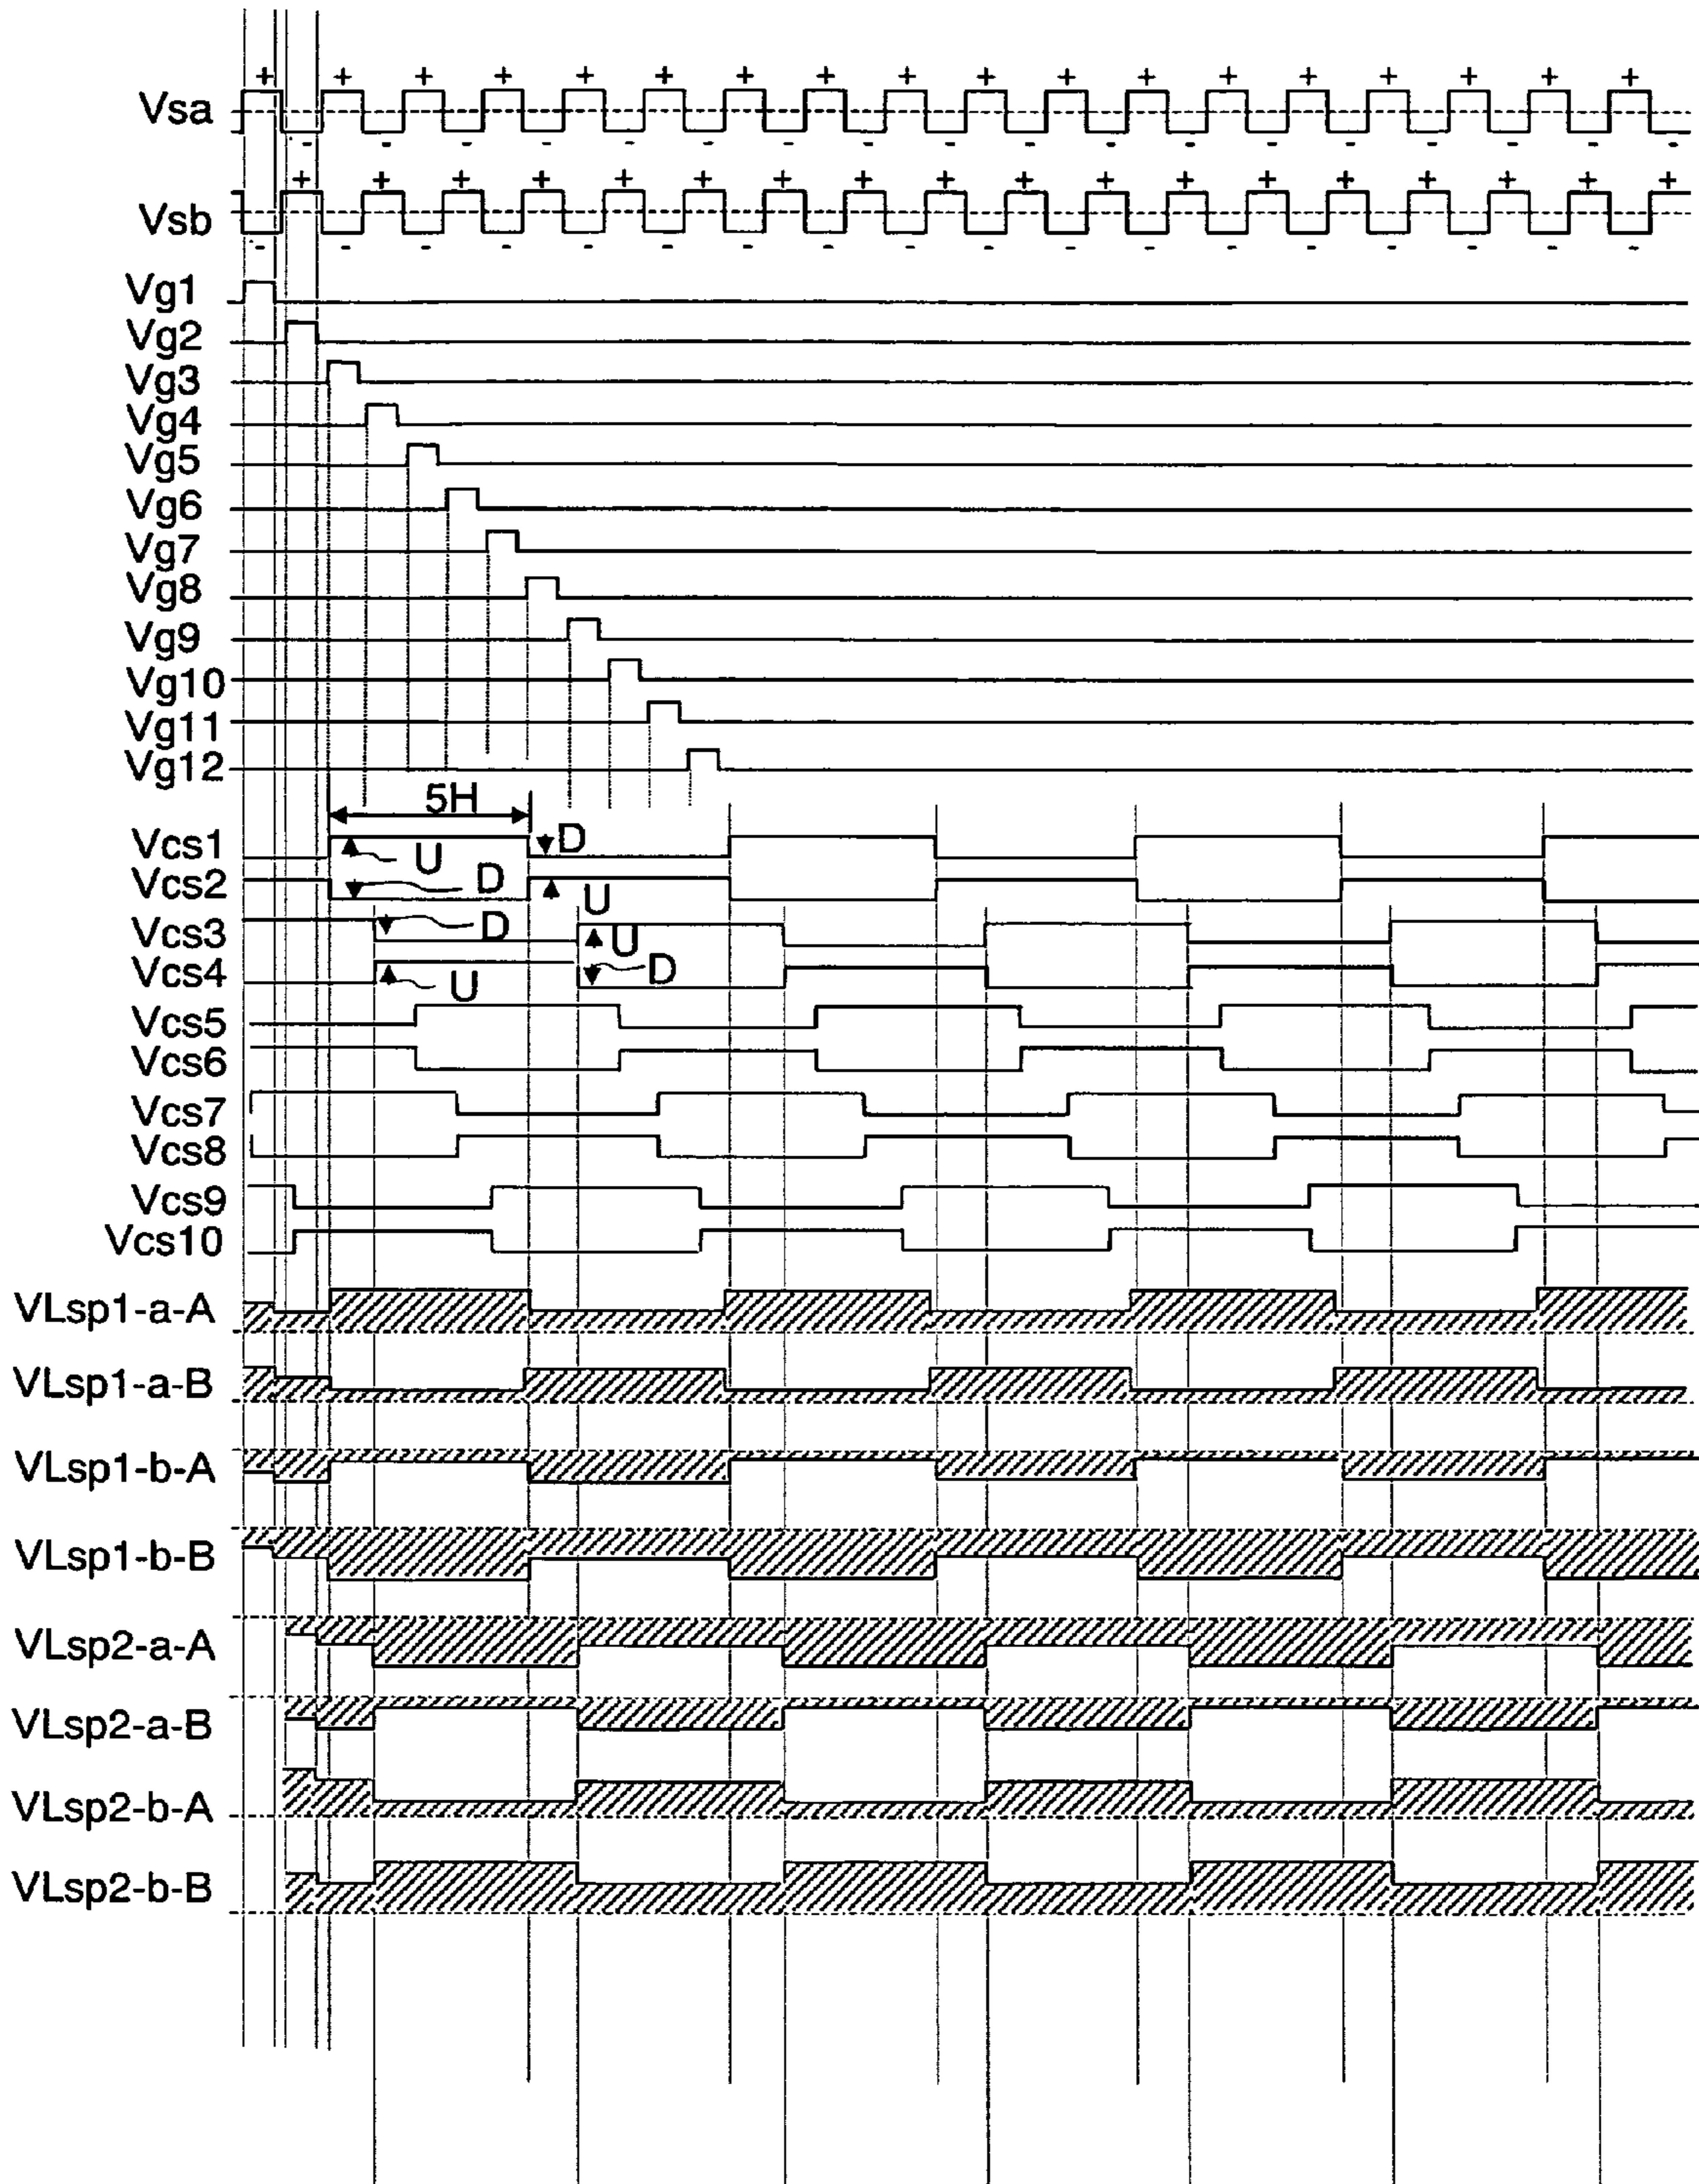 + + + + + + + + + + + + + + + + + +
Vsa
- - - - - - - - - - - - - - - - - -
+ + + + + + + + + + + + + + + + + +
Vsb
- - - - - - - - - - - - - - - - - -
Vg1
Vg2
Vg3
Vg4
Vg5
Vg6
Vg7
Vg8
Vg9
Vg10
Vg11
Vg12
5H
Vcs1 U D
Vcs2 D U
Vcs3 D U
Vcs4 U D
Vcs5
Vcs6
Vcs7
Vcs8
Vcs9
Vcs10
VLsp1-a-A
VLsp1-a-B
VLsp1-b-A
VLsp1-b-B
VLsp2-a-A
VLsp2-a-B
VLsp2-b-A
VLsp2-b-B